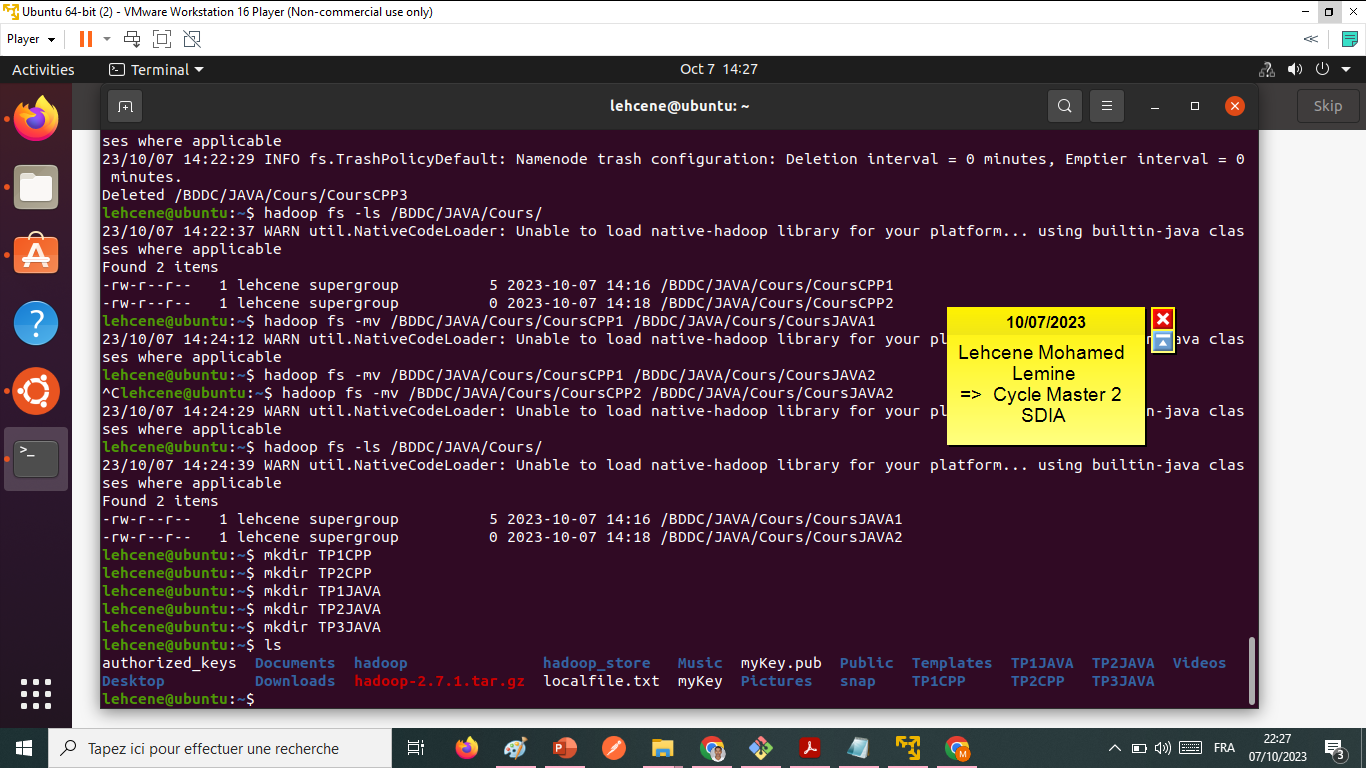 Ubuntu 64-bit (2) - VMware Workstation 16 Player (Non-commercial use only)
Player
Activities Terminal Oct 7 14:27
lehcene@ubuntu: ~
Skip
ses where applicable
23/10/07 14:22:29 INFO fs.TrashPolicyDefault: Namenode trash configuration: Deletion interval = 0 minutes, Emptier interval = 0
minutes.
Deleted /BDDC/JAVA/Cours/CoursCPP3
lehcene@ubuntu:~$ hadoop fs -ls /BDDC/JAVA/Cours/
23/10/07 14:22:37 WARN util.NativeCodeLoader: Unable to load native-hadoop library for your platform... using builtin-java clas
ses where applicable
Found 2 items
-rw-r--r-- 1 lehcene supergroup 5 2023-10-07 14:16 /BDDC/JAVA/Cours/CoursCPP1
-rw-r--r-- 1 lehcene supergroup 0 2023-10-07 14:18 /BDDC/JAVA/Cours/CoursCPP2
lehcene@ubuntu:~$ hadoop fs -mv /BDDC/JAVA/Cours/CoursCPP1 /BDDC/JAVA/Cours/CoursJAVA1
23/10/07 14:24:12 WARN util.NativeCodeLoader: Unable to load native-hadoop library for your pl ava clas
ses where applicable
lehcene@ubuntu:~$ hadoop fs -mv /BDDC/JAVA/Cours/CoursCPP1 /BDDC/JAVA/Cours/CoursJAVA2
^Clehcene@ubuntu:~$ hadoop fs -mv /BDDC/JAVA/Cours/CoursCPP2 /BDDC/JAVA/Cours/CoursJAVA2
23/10/07 14:24:29 WARN util.NativeCodeLoader: Unable to load native-hadoop library for your pl ava clas
ses where applicable
lehcene@ubuntu:~$ hadoop fs -ls /BDDC/JAVA/Cours/
23/10/07 14:24:39 WARN util.NativeCodeLoader: Unable to load native-hadoop library for your platform... using builtin-java clas
ses where applicable
Found 2 items
-rw-r--r-- 1 lehcene supergroup 5 2023-10-07 14:16 /BDDC/JAVA/Cours/CoursJAVA1
-rw-r--r-- 1 lehcene supergroup 0 2023-10-07 14:18 /BDDC/JAVA/Cours/CoursJAVA2
lehcene@ubuntu:~$ mkdir TP1CPP
lehcene@ubuntu:~$ mkdir TP2CPP
lehcene@ubuntu:~$ mkdir TP1JAVA
lehcene@ubuntu:~$ mkdir TP2JAVA
lehcene@ubuntu:~$ mkdir TP3JAVA
lehcene@ubuntu:~$ ls
authorized_keys Documents hadoop hadoop_store Music myKey.pub Public Templates TP1JAVA TP2JAVA Videos
Desktop Downloads hadoop-2.7.1.tar.gz localfile.txt myKey Pictures snap TP1CPP TP2CPP TP3JAVA
lehcene@ubuntu:~$
10/07/2023
Lehcene Mohamed
Lemine
=> Cycle Master 2
SDIA
Tapez ici pour effectuer une recherche
FRA
22:27
07/10/2023
3